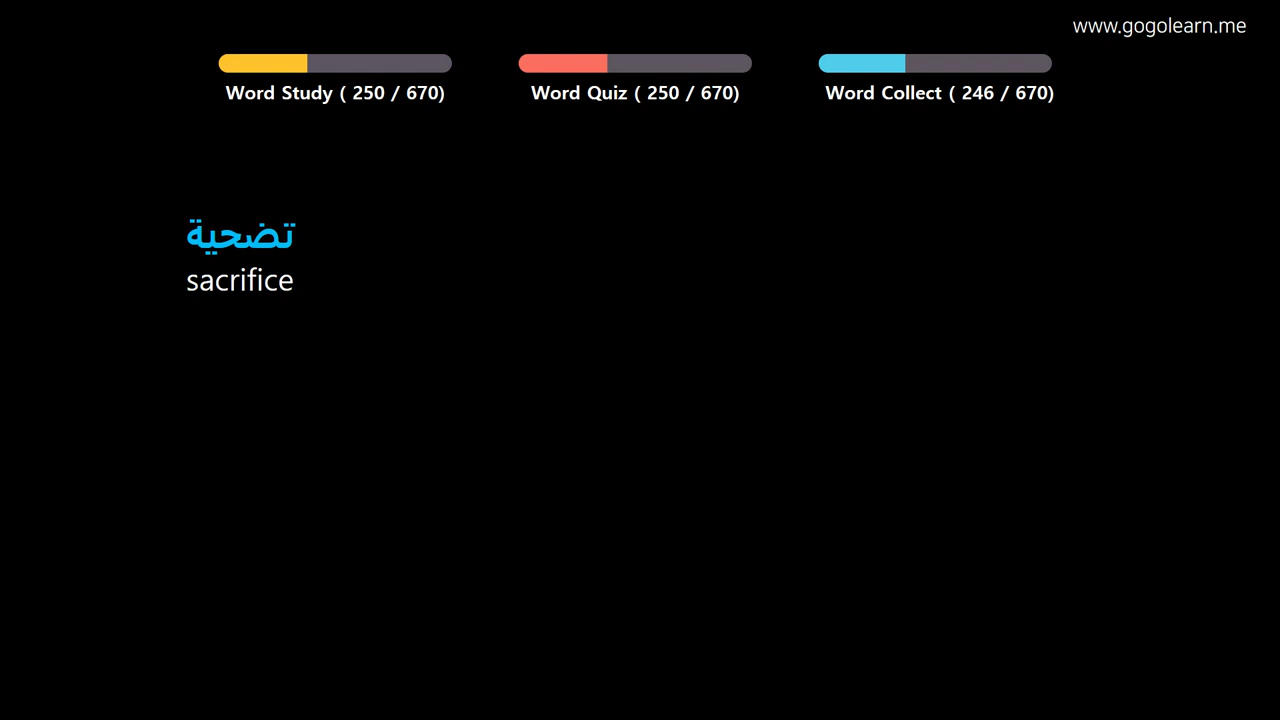 www.gogolearn.me
Word Study ( 250 / 670)
Word Quiz ( 250 / 670)
Word Collect ( 246 / 670)
تضحية
sacrifice